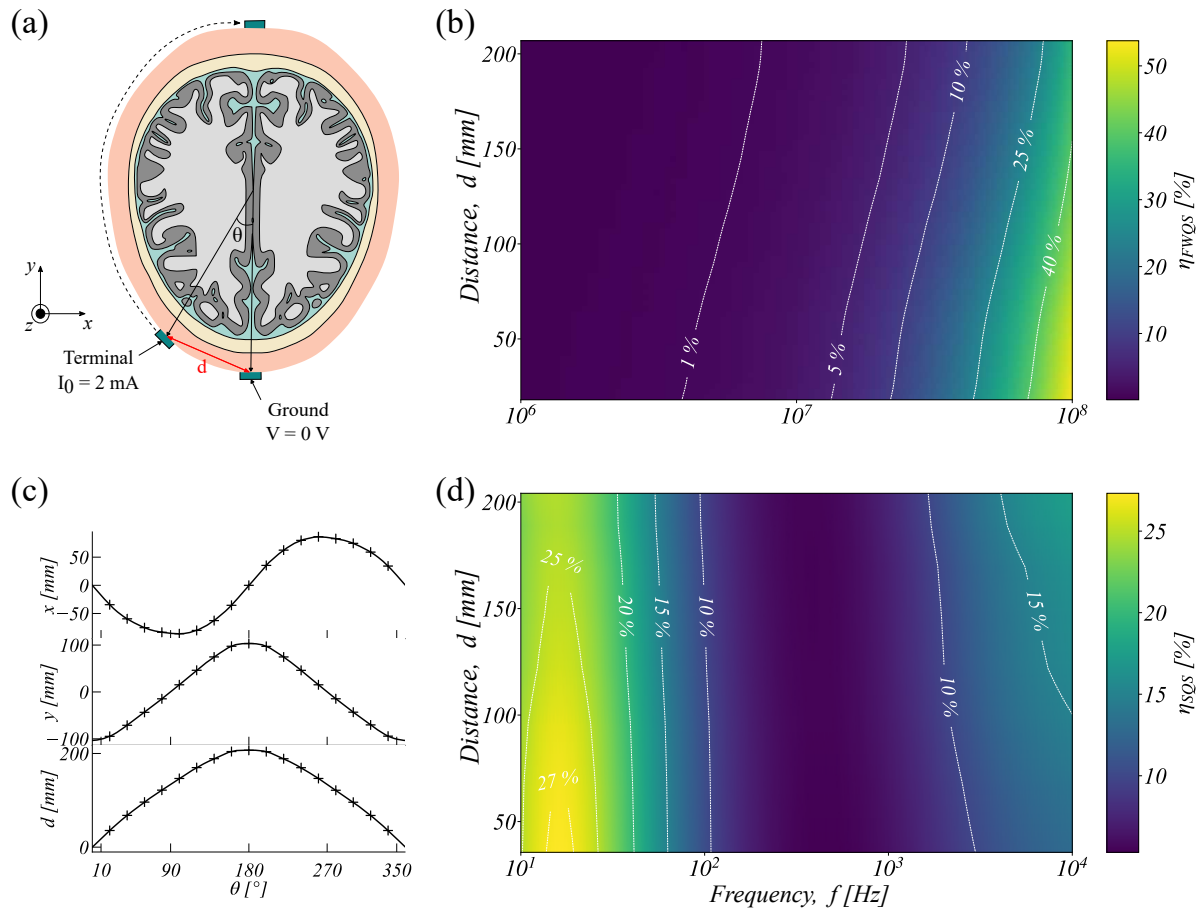 (a)
θ
y
z
x
Terminal
I0 = 2 mA
d
Ground
V = 0 V
(b)
Distance, d [mm]
200
150
100
50
10^6
10^7
10^8
1 %
5 %
10 %
25 %
40 %
50
40
30
20
10
η_FWQ̃S [%]
(c)
x [mm]
50
0
−50
y [mm]
100
0
−100
d [mm]
200
0
10
90
180
270
350
θ [°]
(d)
Distance, d [mm]
200
150
100
50
10^1
10^2
10^3
10^4
Frequency, f [Hz]
25 %
27 %
20 %
15 %
10 %
10 %
15 %
25
20
15
10
η_SQS [%]